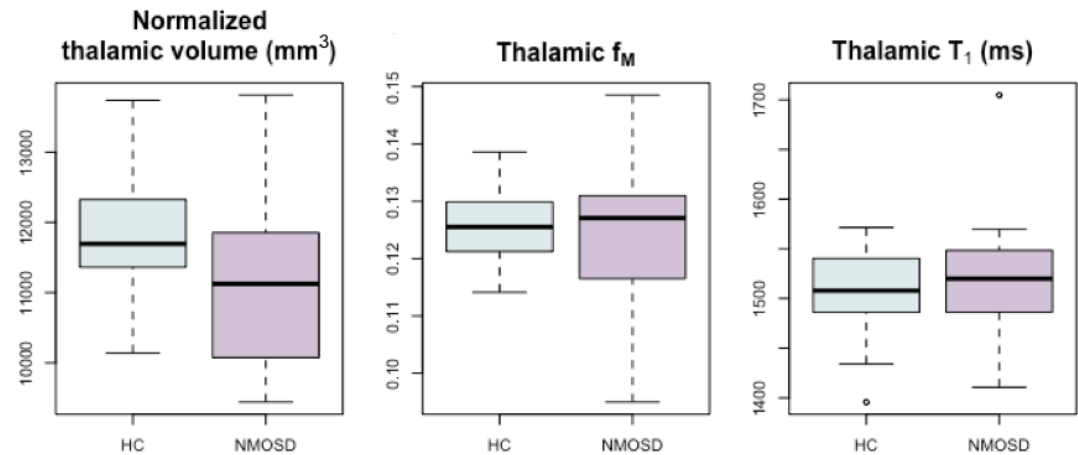 Normalized
thalamic volume (mm³)
13000
12000
11000
10000
HC
NMOSD
Thalamic fM
0.15
0.14
0.13
0.12
0.11
0.10
HC
NMOSD
Thalamic T₁ (ms)
1700
1600
1500
1400
HC
NMOSD